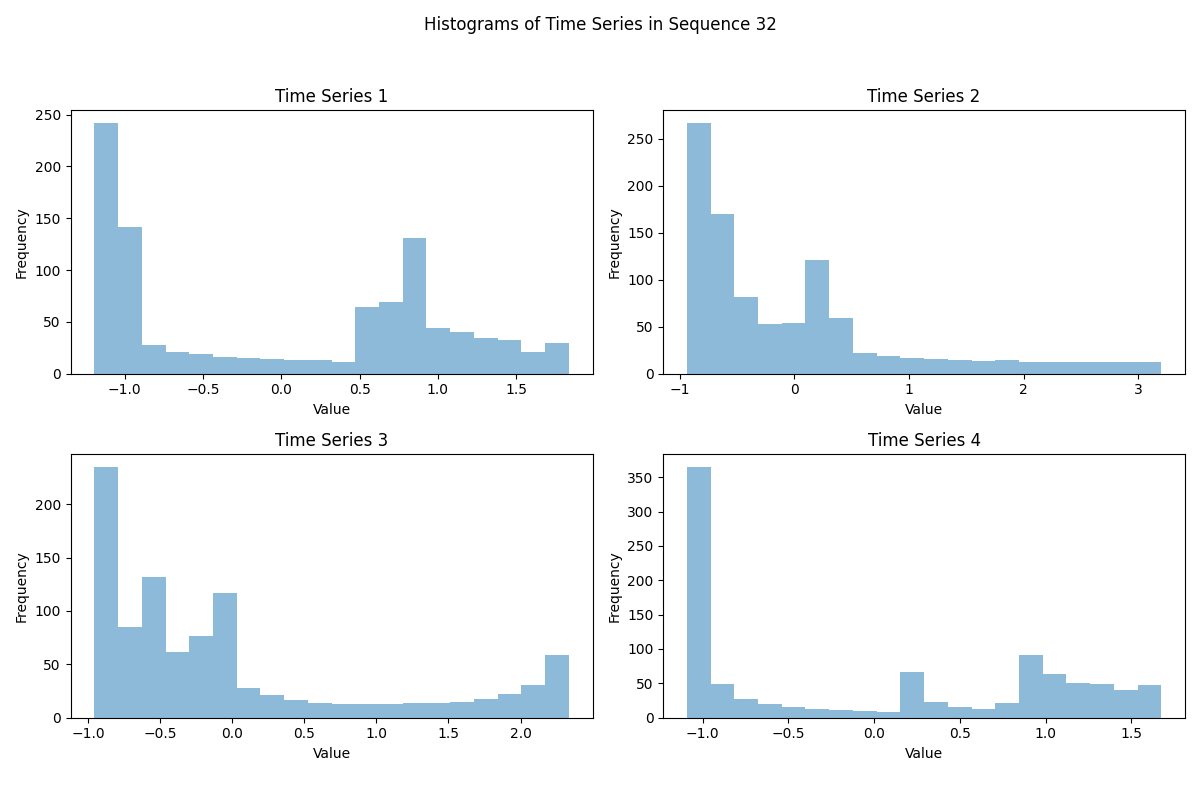 Histograms of Time Series in Sequence 32
Time Series 1
250
200
150
100
50
0
Frequency
−1.0 −0.5 0.0 0.5 1.0 1.5
Value
Time Series 2
250
200
150
100
50
0
Frequency
−1 0 1 2 3
Value
Time Series 3
200
150
100
50
0
Frequency
−1.0 −0.5 0.0 0.5 1.0 1.5 2.0
Value
Time Series 4
350
300
250
200
150
100
50
0
Frequency
−1.0 −0.5 0.0 0.5 1.0 1.5
Value